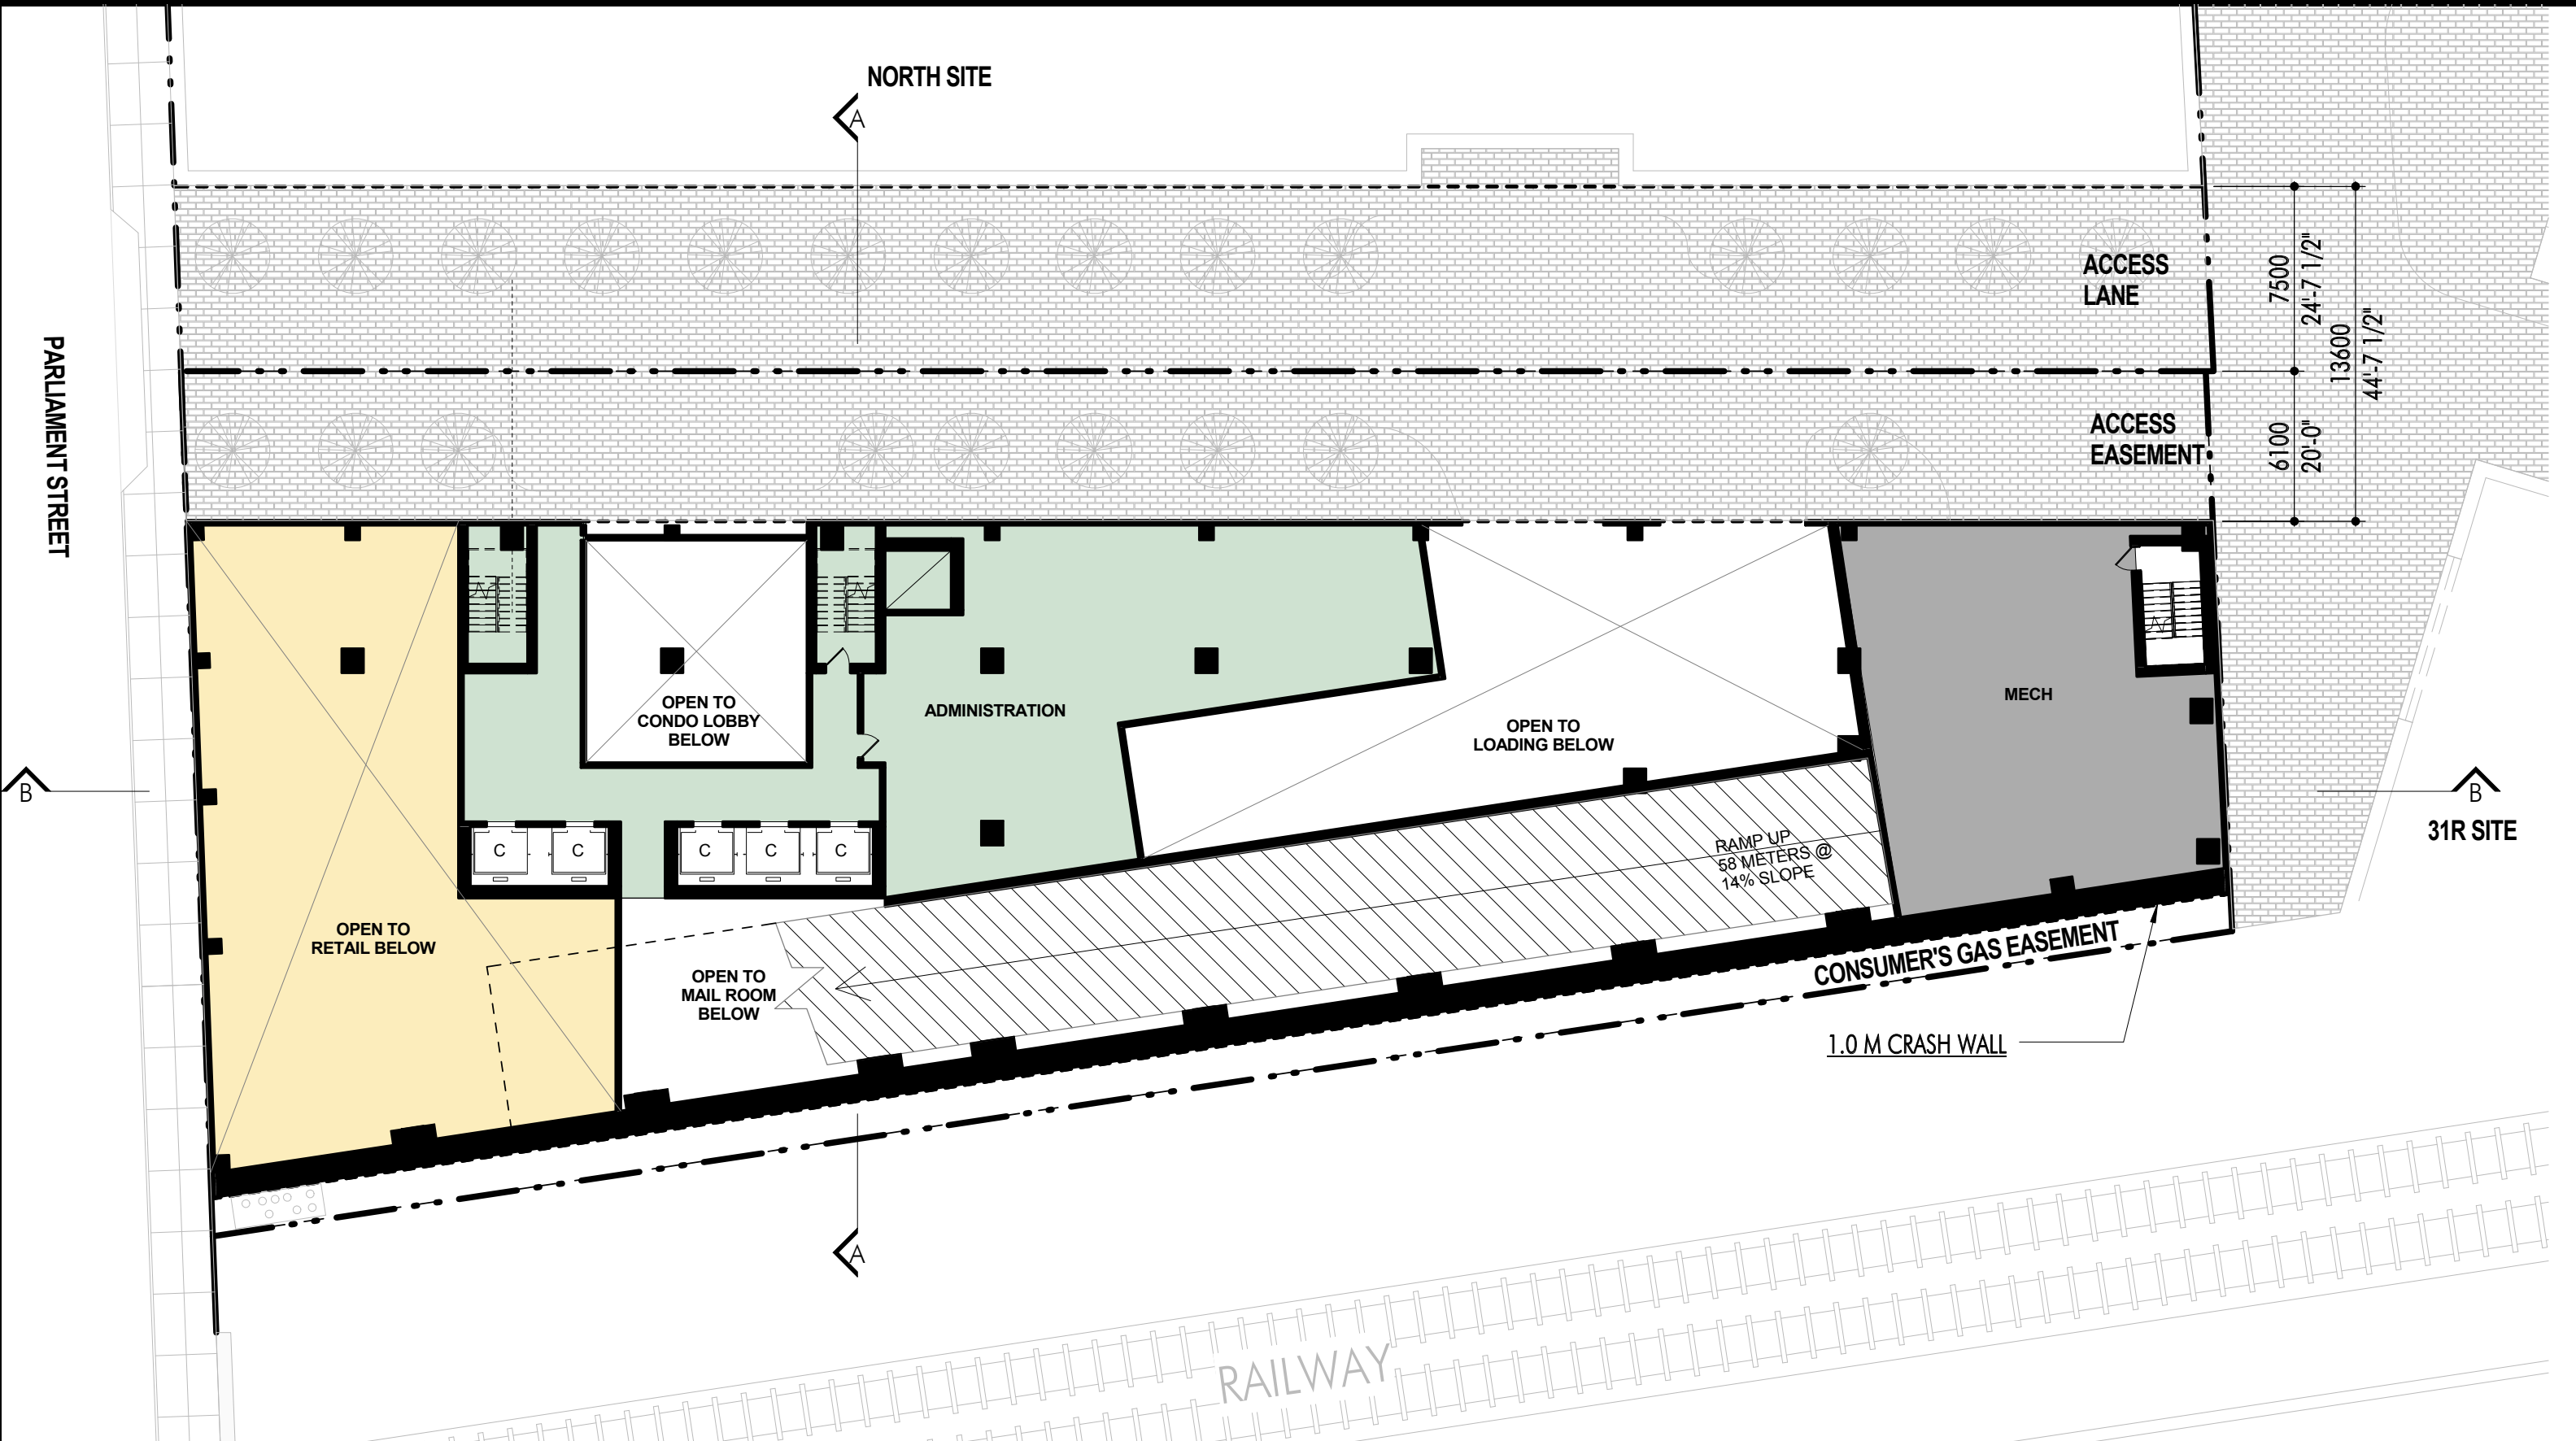 NORTH SITE
A
PARLIAMENT STREET
ACCESS
LANE
7500
24'-7 1/2"
13600
44'-7 1/2"
ACCESS
EASEMENT
6100
20'-0"
OPEN TO
CONDO LOBBY
BELOW
ADMINISTRATION
MECH
OPEN TO
LOADING BELOW
B
B
31R SITE
C
C
C
C
C
RAMP UP
58 METERS @
14% SLOPE
OPEN TO
RETAIL BELOW
OPEN TO
MAIL ROOM
BELOW
CONSUMER'S GAS EASEMENT
1.0 M CRASH WALL
A
RAILWAY